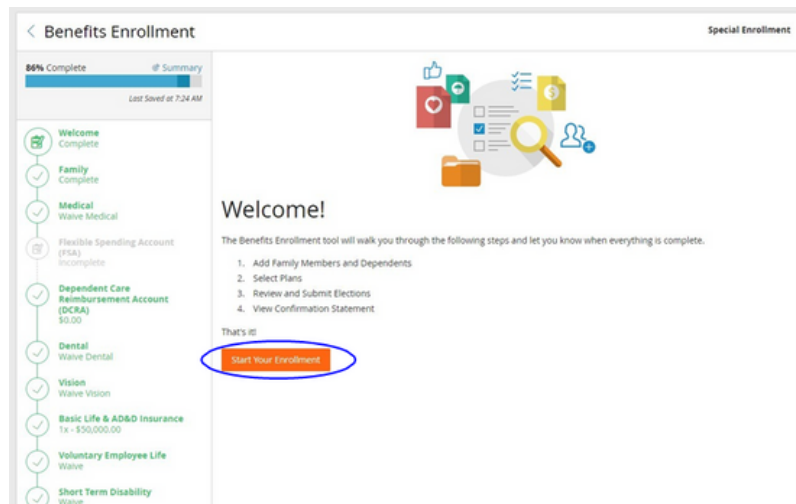 Benefits Enrollment
Special Enrollment
86% Complete
Summary
Last Saved at 7:24 AM
Welcome
Complete
Family
Complete
Medical
Waive Medical
Flexible Spending Account
(FSA)
Incomplete
Dependent Care
Reimbursement Account
(DCRA)
$0.00
Dental
Waive Dental
Vision
Waive Vision
Basic Life & AD&D Insurance
1x - $50,000.00
Voluntary Employee Life
Waive
Short Term Disability
Waive
Welcome!
The Benefits Enrollment tool will walk you through the following steps and let you know when everything is complete.
1. Add Family Members and Dependents
2. Select Plans
3. Review and Submit Elections
4. View Confirmation Statement
That's it!
Start Your Enrollment